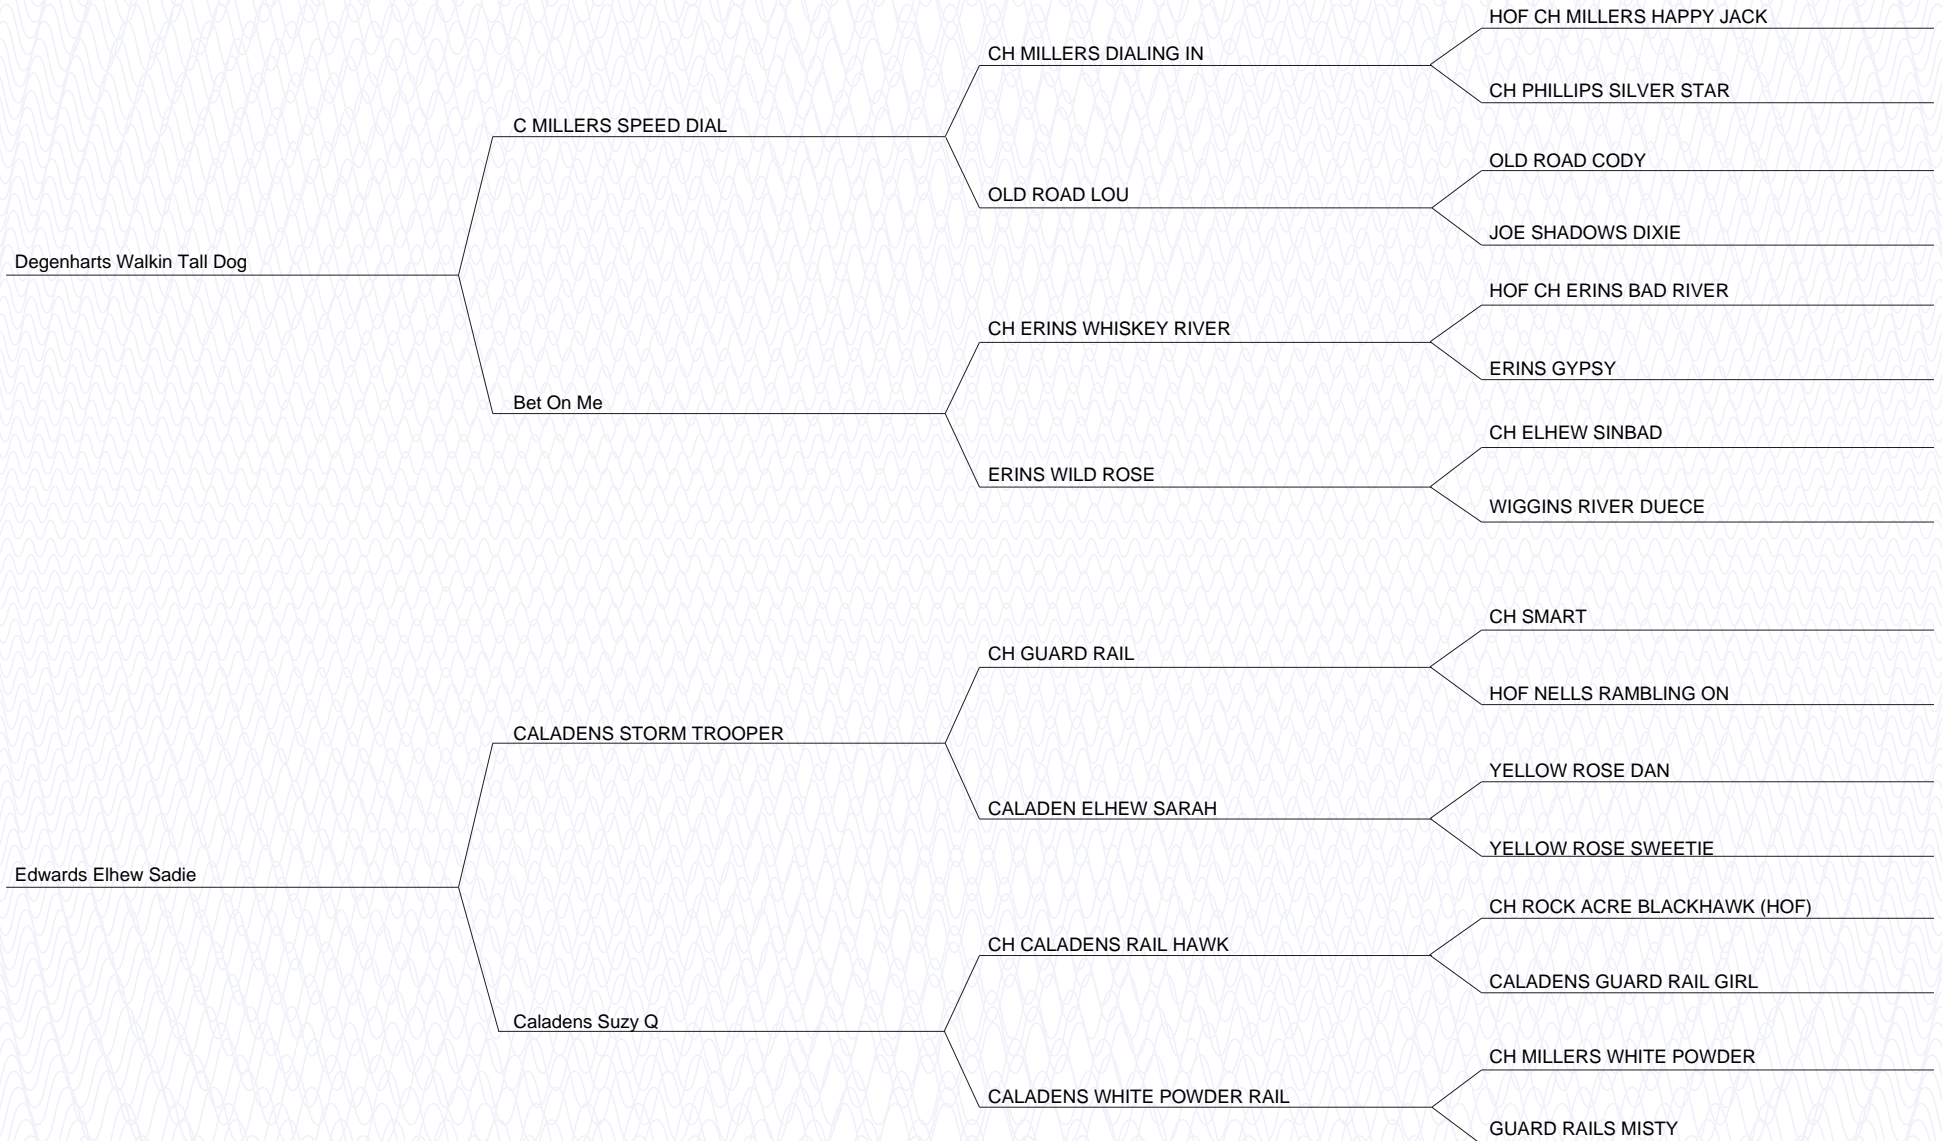 HOF CH MILLERS HAPPY JACK
CH MILLERS DIALING IN
CH PHILLIPS SILVER STAR
C MILLERS SPEED DIAL
OLD ROAD CODY
OLD ROAD LOU
JOE SHADOWS DIXIE
Degenharts Walkin Tall Dog
HOF CH ERINS BAD RIVER
CH ERINS WHISKEY RIVER
ERINS GYPSY
Bet On Me
CH ELHEW SINBAD
ERINS WILD ROSE
WIGGINS RIVER DUECE
CH SMART
CH GUARD RAIL
HOF NELLS RAMBLING ON
CALADENS STORM TROOPER
YELLOW ROSE DAN
CALADEN ELHEW SARAH
YELLOW ROSE SWEETIE
Edwards Elhew Sadie
CH ROCK ACRE BLACKHAWK (HOF)
CH CALADENS RAIL HAWK
CALADENS GUARD RAIL GIRL
Caladens Suzy Q
CH MILLERS WHITE POWDER
CALADENS WHITE POWDER RAIL
GUARD RAILS MISTY